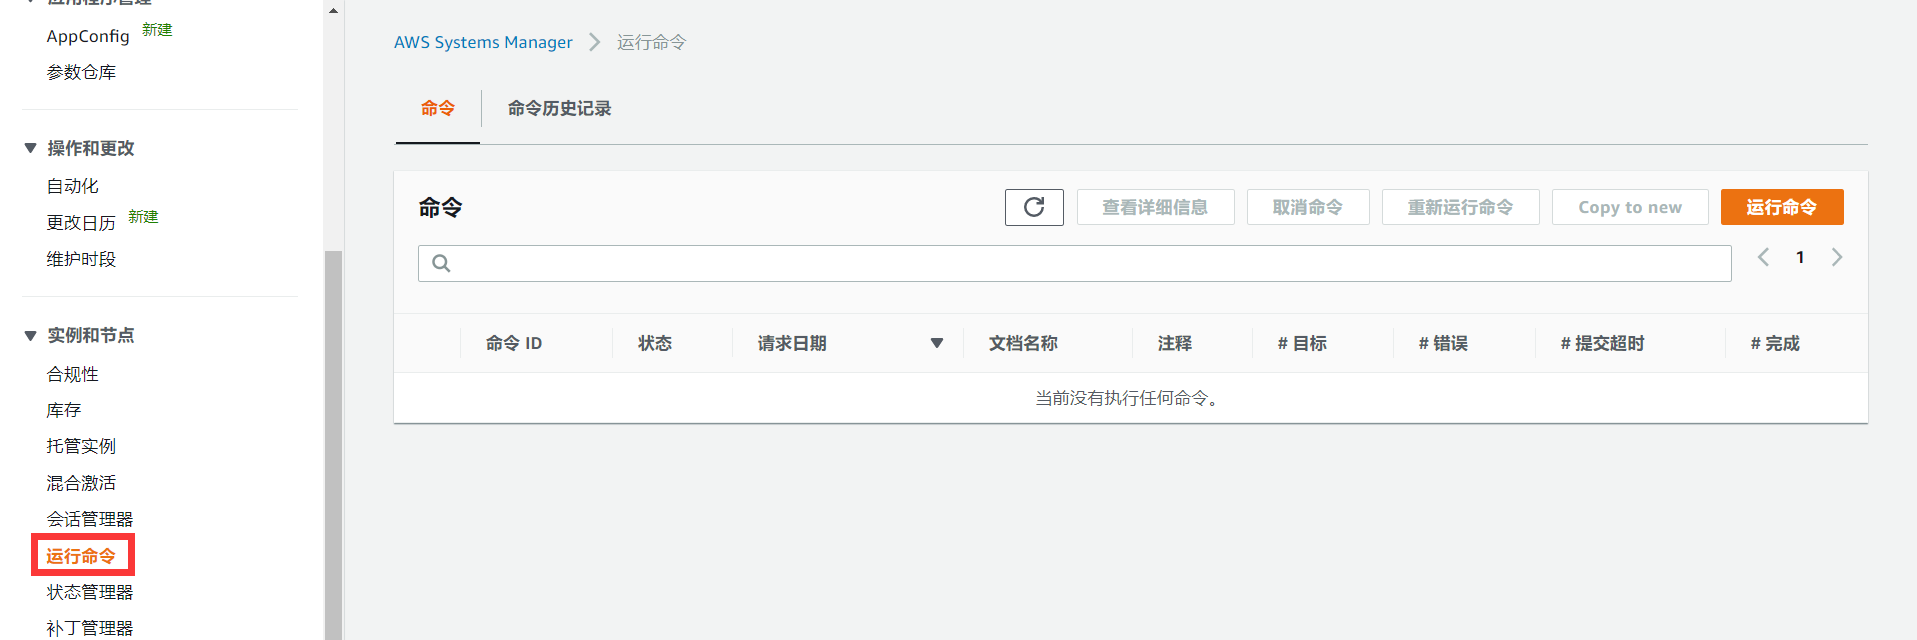 应用程序管理
AppConfig 新建
参数仓库
操作和更改
自动化
更改日历 新建
维护时段
实例和节点
合规性
库存
托管实例
混合激活
会话管理器
运行命令
状态管理器
补丁管理器
AWS Systems Manager 运行命令
命令 命令历史记录
命令 查看详细信息 取消命令 重新运行命令 Copy to new 运行命令
1
命令 ID 状态 请求日期 文档名称 注释 # 目标 # 错误 # 提交超时 # 完成
当前没有执行任何命令。